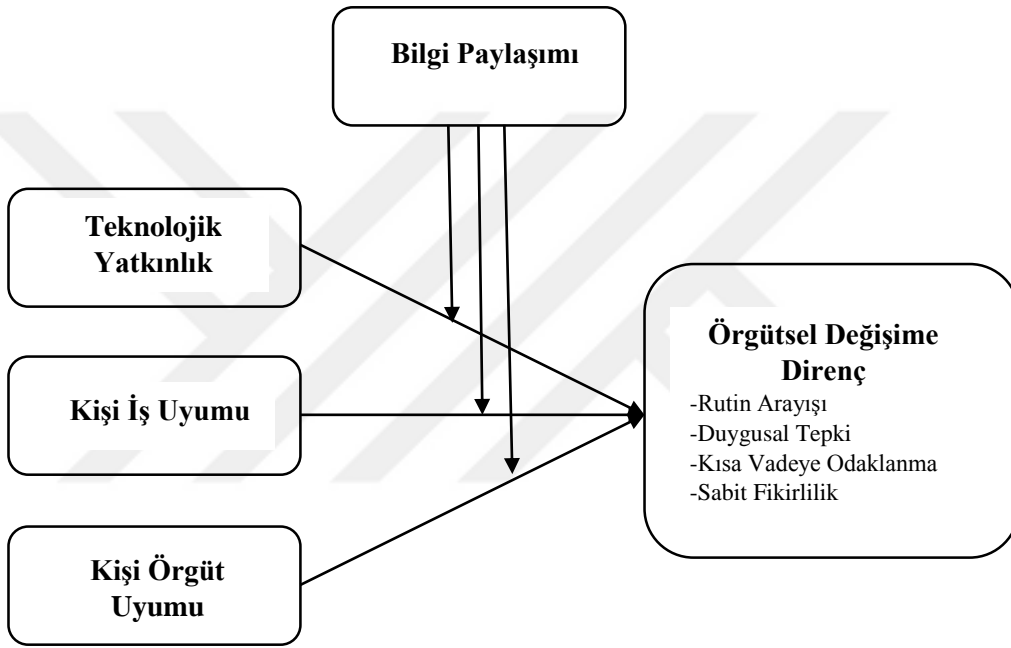 Bilgi Paylaşımı
Teknolojik
Yatkınlık
Kişi İş Uyumu
Kişi Örgüt
Uyumu
Örgütsel Değişime
Direnç
-Rutin Arayışı
-Duygusal Tepki
-Kısa Vadeye Odaklanma
-Sabit Fikirlilik